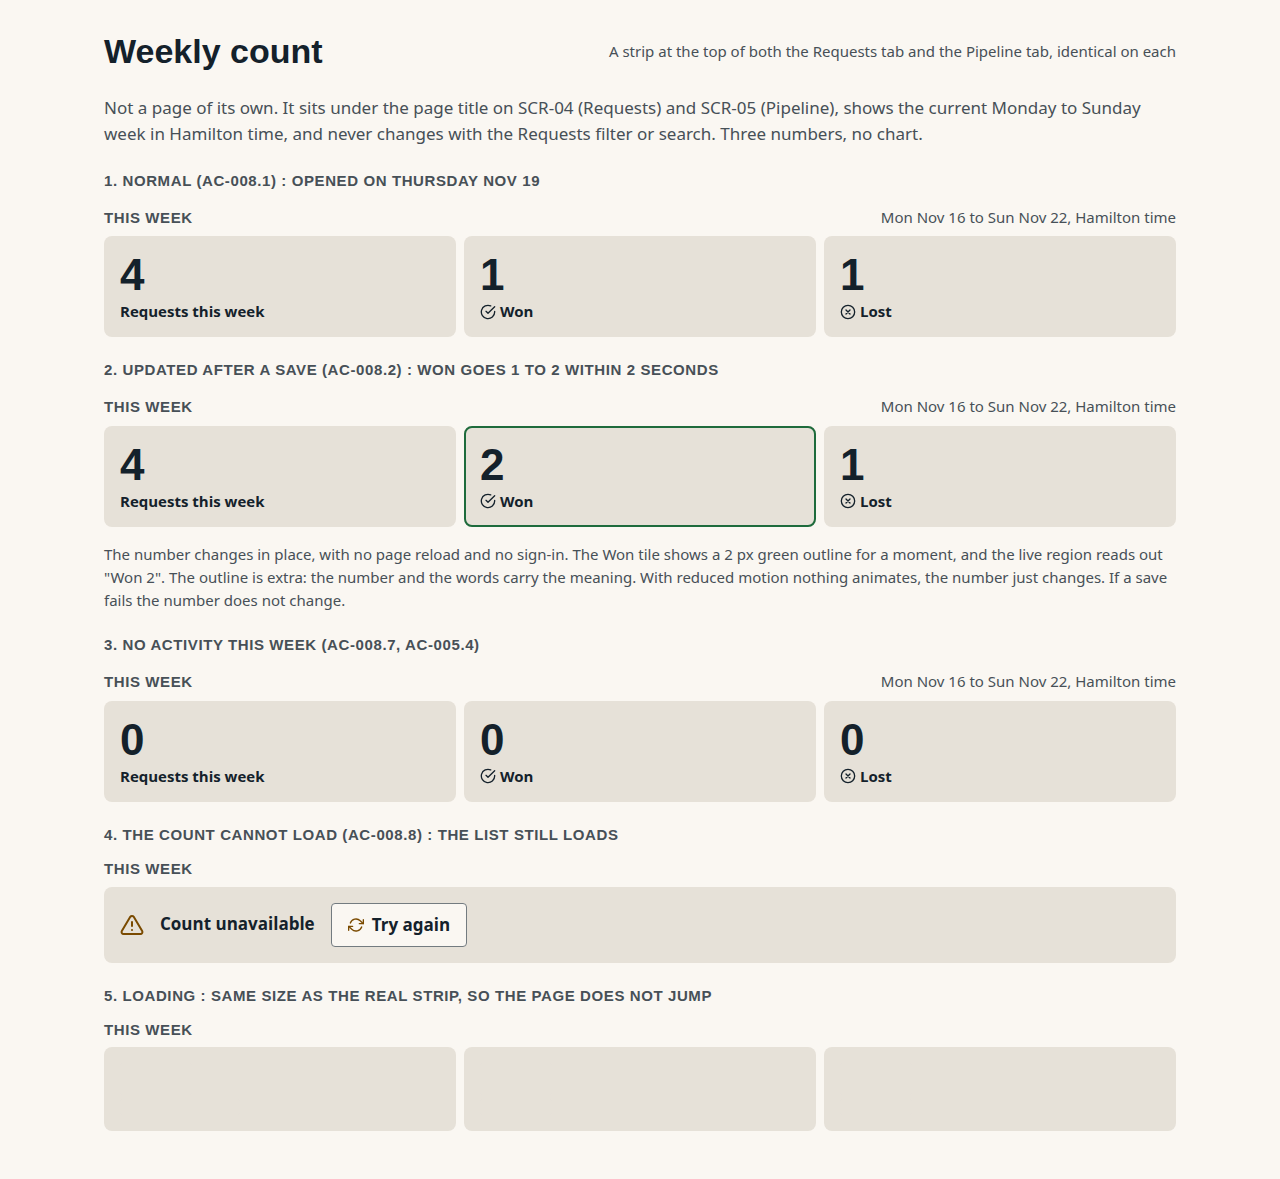 Weekly count
A strip at the top of both the Requests tab and the Pipeline tab, identical on each
Not a page of its own. It sits under the page title on SCR-04 (Requests) and SCR-05 (Pipeline), shows the current Monday to Sunday
week in Hamilton time, and never changes with the Requests filter or search. Three numbers, no chart.
1. NORMAL (AC-008.1) : OPENED ON THURSDAY NOV 19
THIS WEEK
Mon Nov 16 to Sun Nov 22, Hamilton time
4
Requests this week
1
Won
1
Lost
2. UPDATED AFTER A SAVE (AC-008.2) : WON GOES 1 TO 2 WITHIN 2 SECONDS
THIS WEEK
Mon Nov 16 to Sun Nov 22, Hamilton time
4
Requests this week
2
Won
1
Lost
The number changes in place, with no page reload and no sign-in. The Won tile shows a 2 px green outline for a moment, and the live region reads out
"Won 2". The outline is extra: the number and the words carry the meaning. With reduced motion nothing animates, the number just changes. If a save
fails the number does not change.
3. NO ACTIVITY THIS WEEK (AC-008.7, AC-005.4)
THIS WEEK
Mon Nov 16 to Sun Nov 22, Hamilton time
0
Requests this week
0
Won
0
Lost
4. THE COUNT CANNOT LOAD (AC-008.8) : THE LIST STILL LOADS
THIS WEEK
Count unavailable
Try again
5. LOADING : SAME SIZE AS THE REAL STRIP, SO THE PAGE DOES NOT JUMP
THIS WEEK